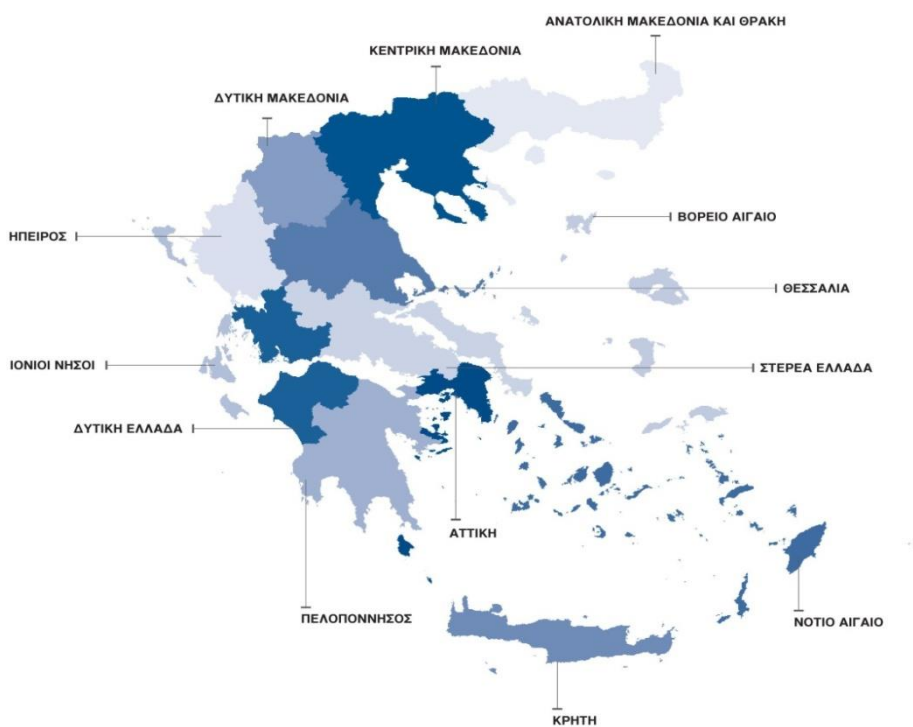 ΑΝΑΤΟΛΙΚΗ ΜΑΚΕΔΟΝΙΑ ΚΑΙ ΘΡΑΚΗ
ΚΕΝΤΡΙΚΗ ΜΑΚΕΔΟΝΙΑ
ΔΥΤΙΚΗ ΜΑΚΕΔΟΝΙΑ
ΒΟΡΕΙΟ ΑΙΓΑΙΟ
ΗΠΕΙΡΟΣ
ΘΕΣΣΑΛΙΑ
ΙΟΝΙΟΙ ΝΗΣΟΙ
ΣΤΕΡΕΑ ΕΛΛΑΔΑ
ΔΥΤΙΚΗ ΕΛΛΑΔΑ
ΑΤΤΙΚΗ
ΠΕΛΟΠΟΝΝΗΣΟΣ
ΝΟΤΙΟ ΑΙΓΑΙΟ
ΚΡΗΤΗ